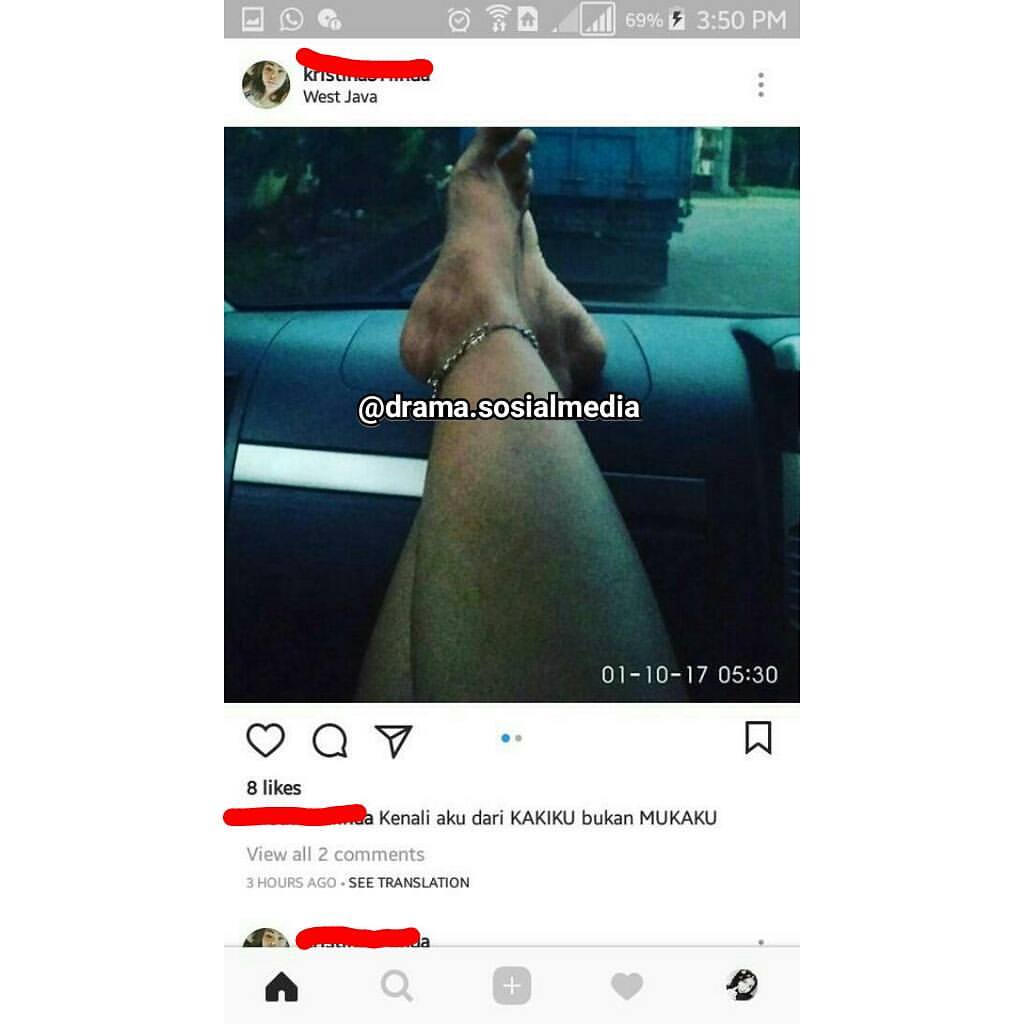 69% 3:50 PM
West Java
@drama.sosialmedia
01-10-17 05:30
8 likes
Kenali aku dari KAKIKU bukan MUKAKU
View all 2 comments
3 HOURS AGO • SEE TRANSLATION